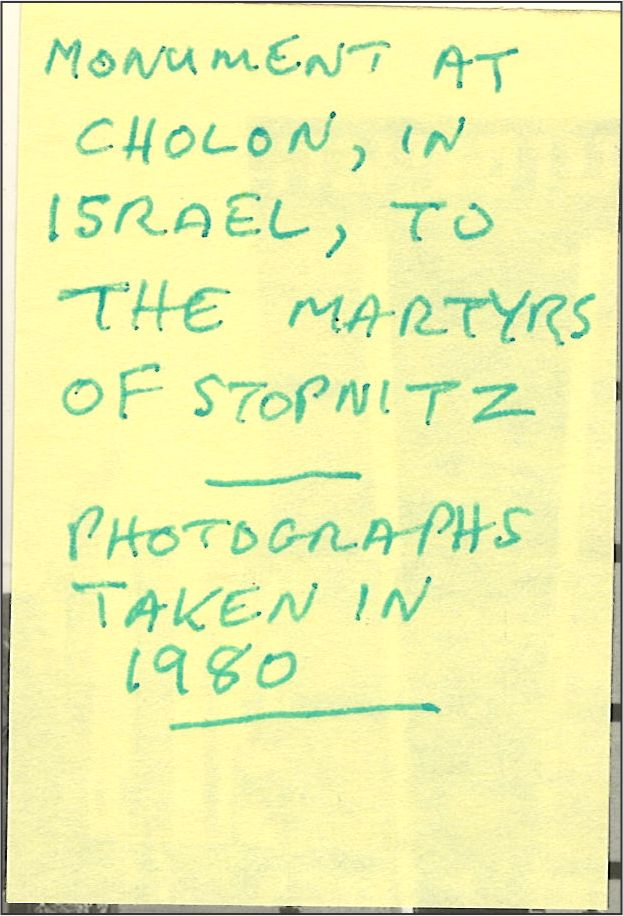 MONUMENT AT
CHOLON, IN
ISRAEL, TO
THE MARTYRS
OF STOPNITZ
PHOTOGRAPHS
TAKEN IN
1980